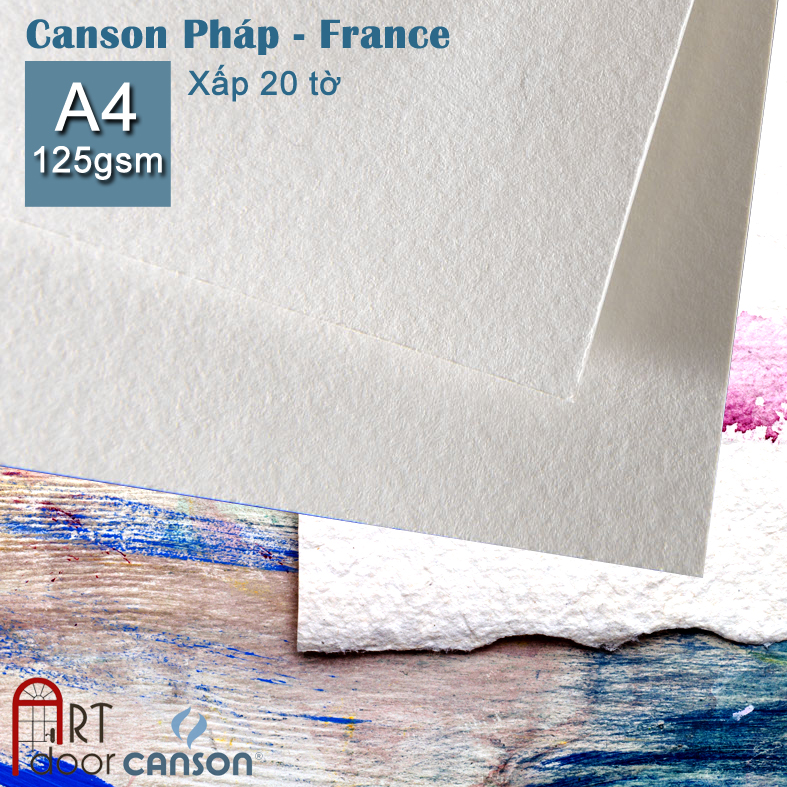 Canson Pháp - France
A4
125gsm
Xấp 20 tờ
ART
door
CANSON®